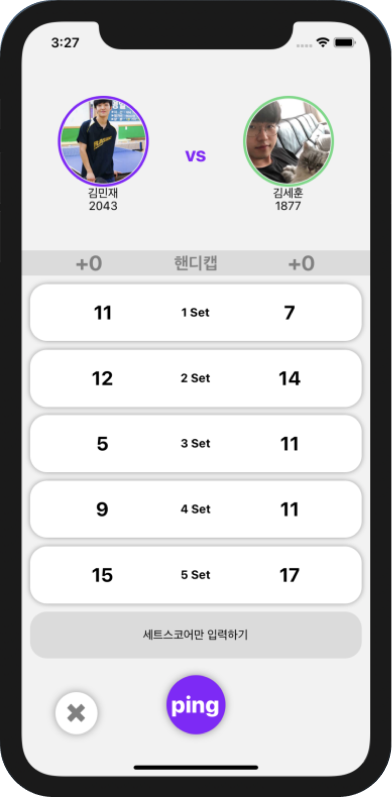 3:27
vs
김민재
김세훈
2043
1877
+0 핸디캡 +0
11 1 Set 7
12 2 Set 14
5 3 Set 11
9 4 Set 11
15 5 Set 17
세트스코어만 입력하기
ping